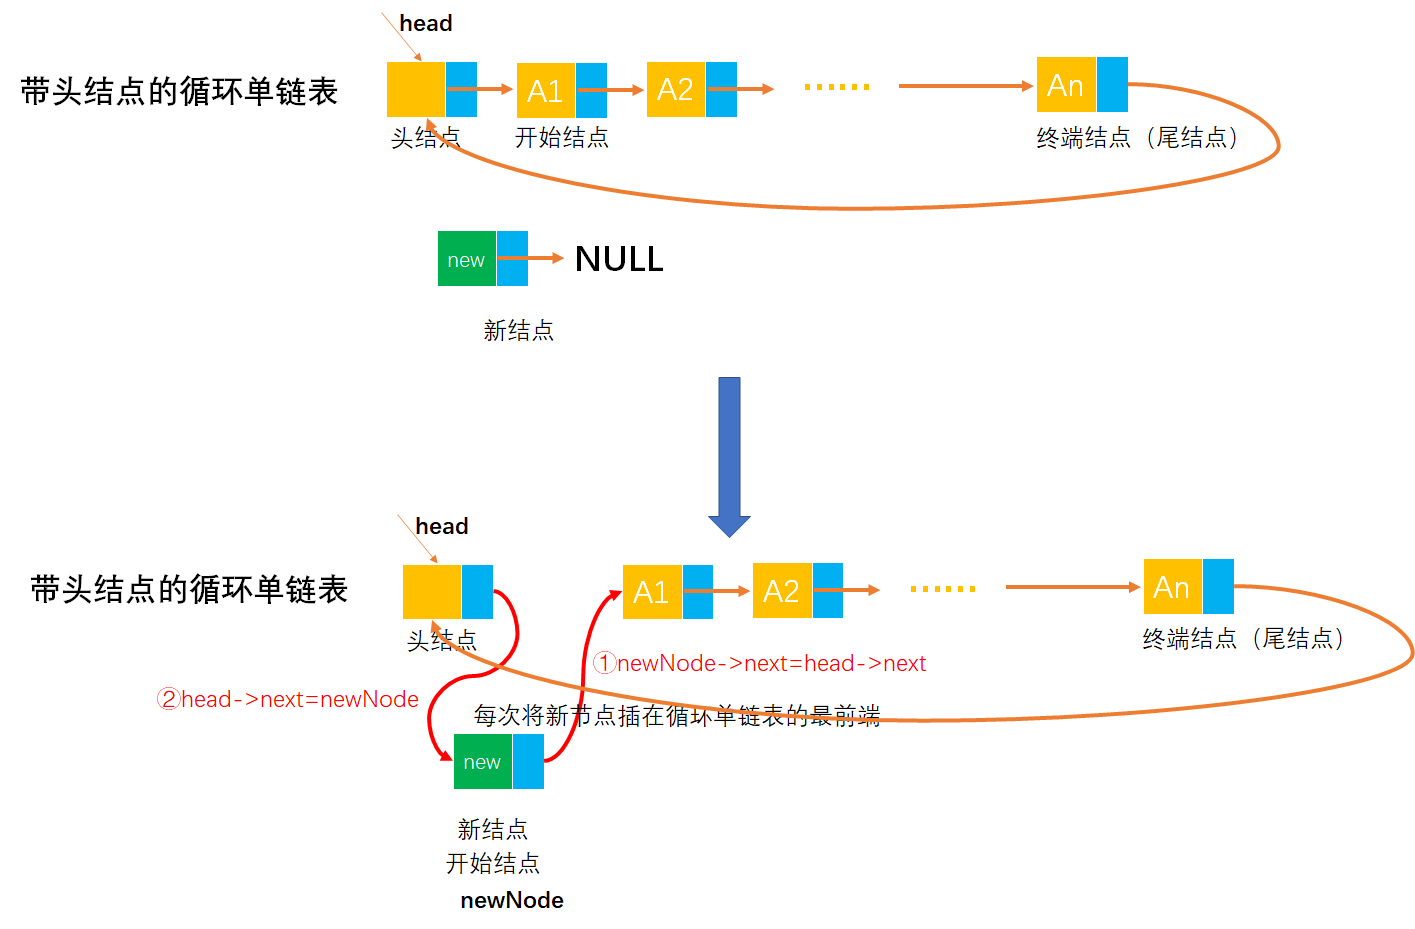 head
带头结点的循环单链表
A1
A2
An
头结点
开始结点
终端结点（尾结点）
new
NULL
新结点
head
带头结点的循环单链表
A1
A2
An
头结点
终端结点（尾结点）
①newNode->next=head->next
②head->next=newNode
每次将新节点插在循环单链表的最前端
new
新结点
开始结点
newNode